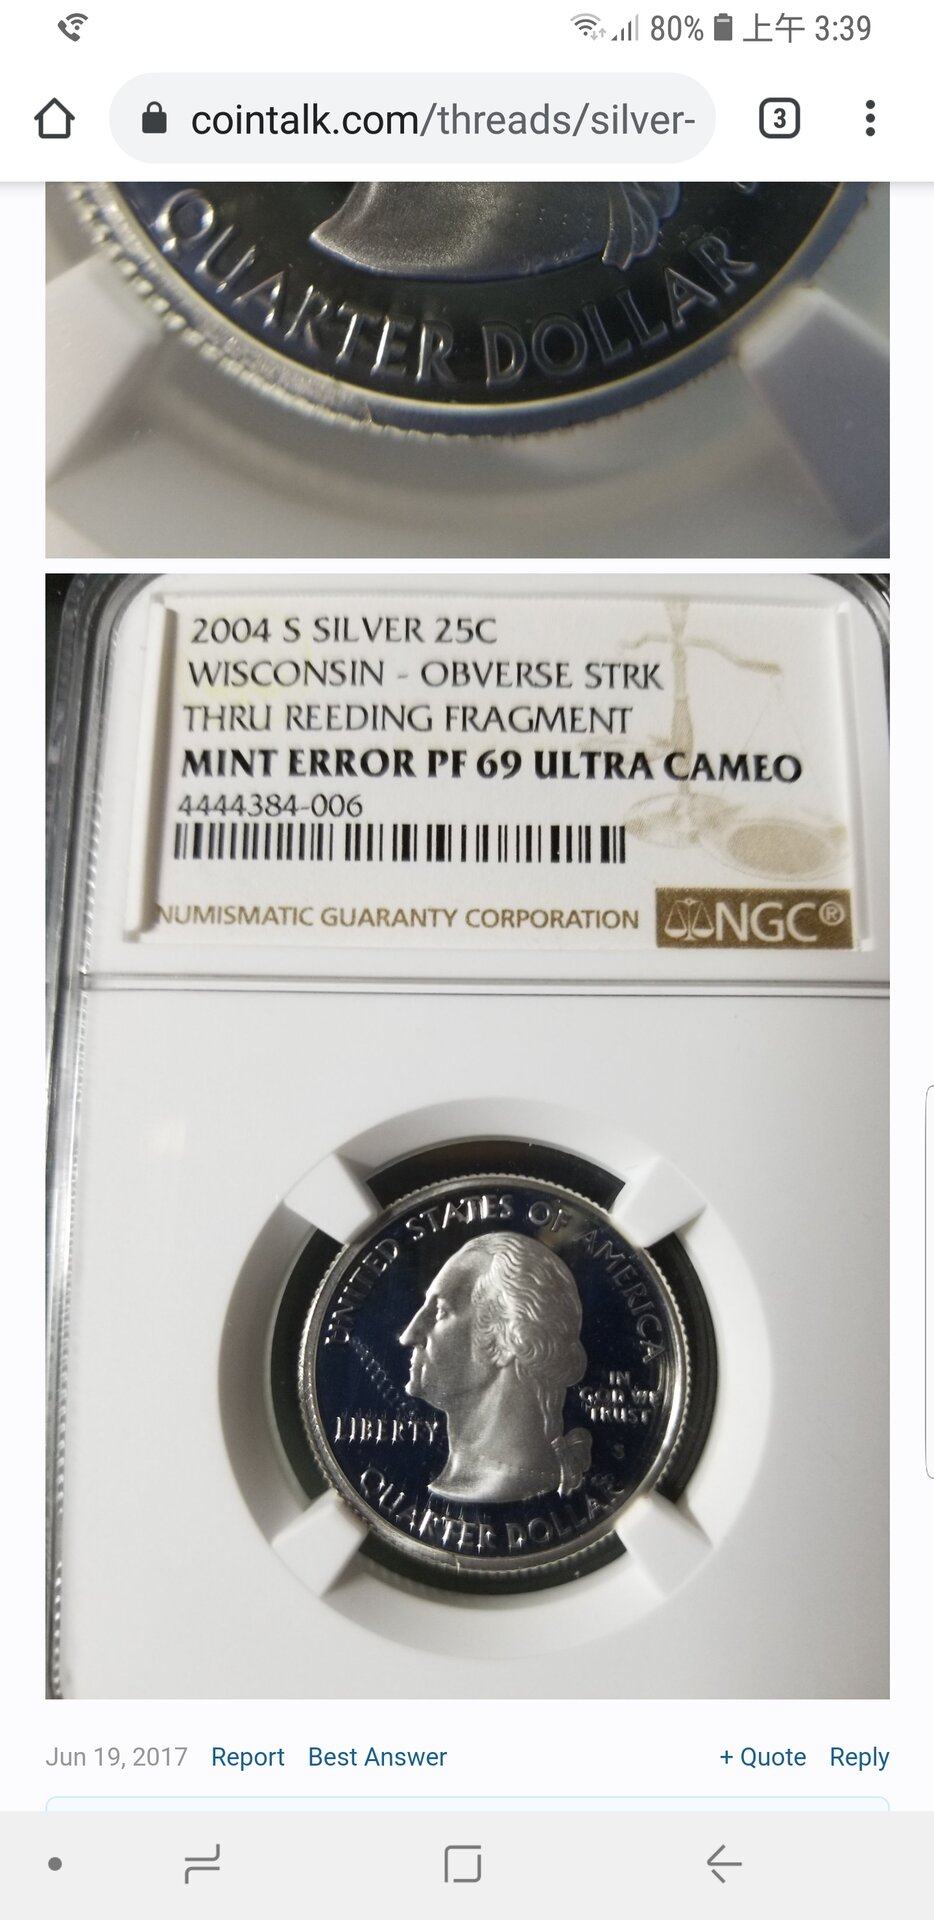 80% 上午 3:39
cointalk.com/threads/silver-
3
QUARTER DOLLAR
2004 S SILVER 25C
WISCONSIN - OBVERSE STRK
THRU REEDING FRAGMENT
MINT ERROR PF 69 ULTRA CAMEO
4444384-006
NUMISMATIC GUARANTY CORPORATION NGC®
UNITED STATES OF AMERICA
IN
GOD WE
TRUST
LIBERTY
S
QUARTER DOLLAR
Jun 19, 2017 Report Best Answer + Quote Reply